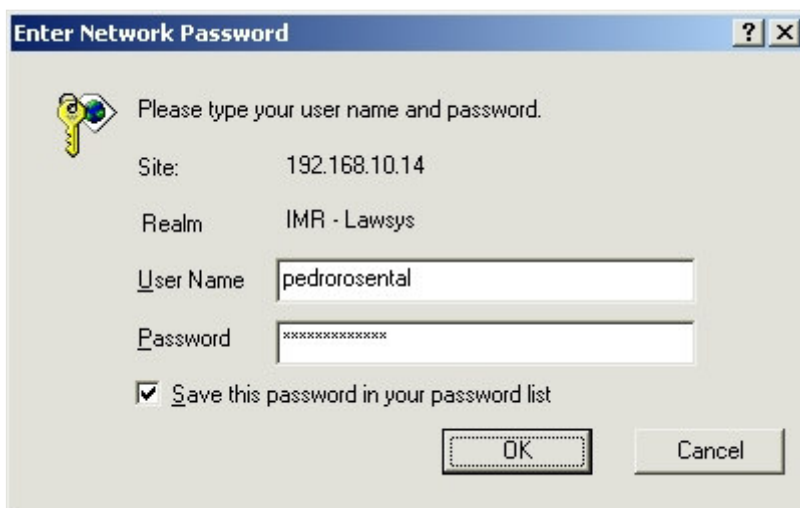 Enter Network Password
Please type your user name and password.
Site: 192.168.10.14
Realm IMR - Lawsys
User Name pedrorosental
Password *************
Save this password in your password list
OK Cancel